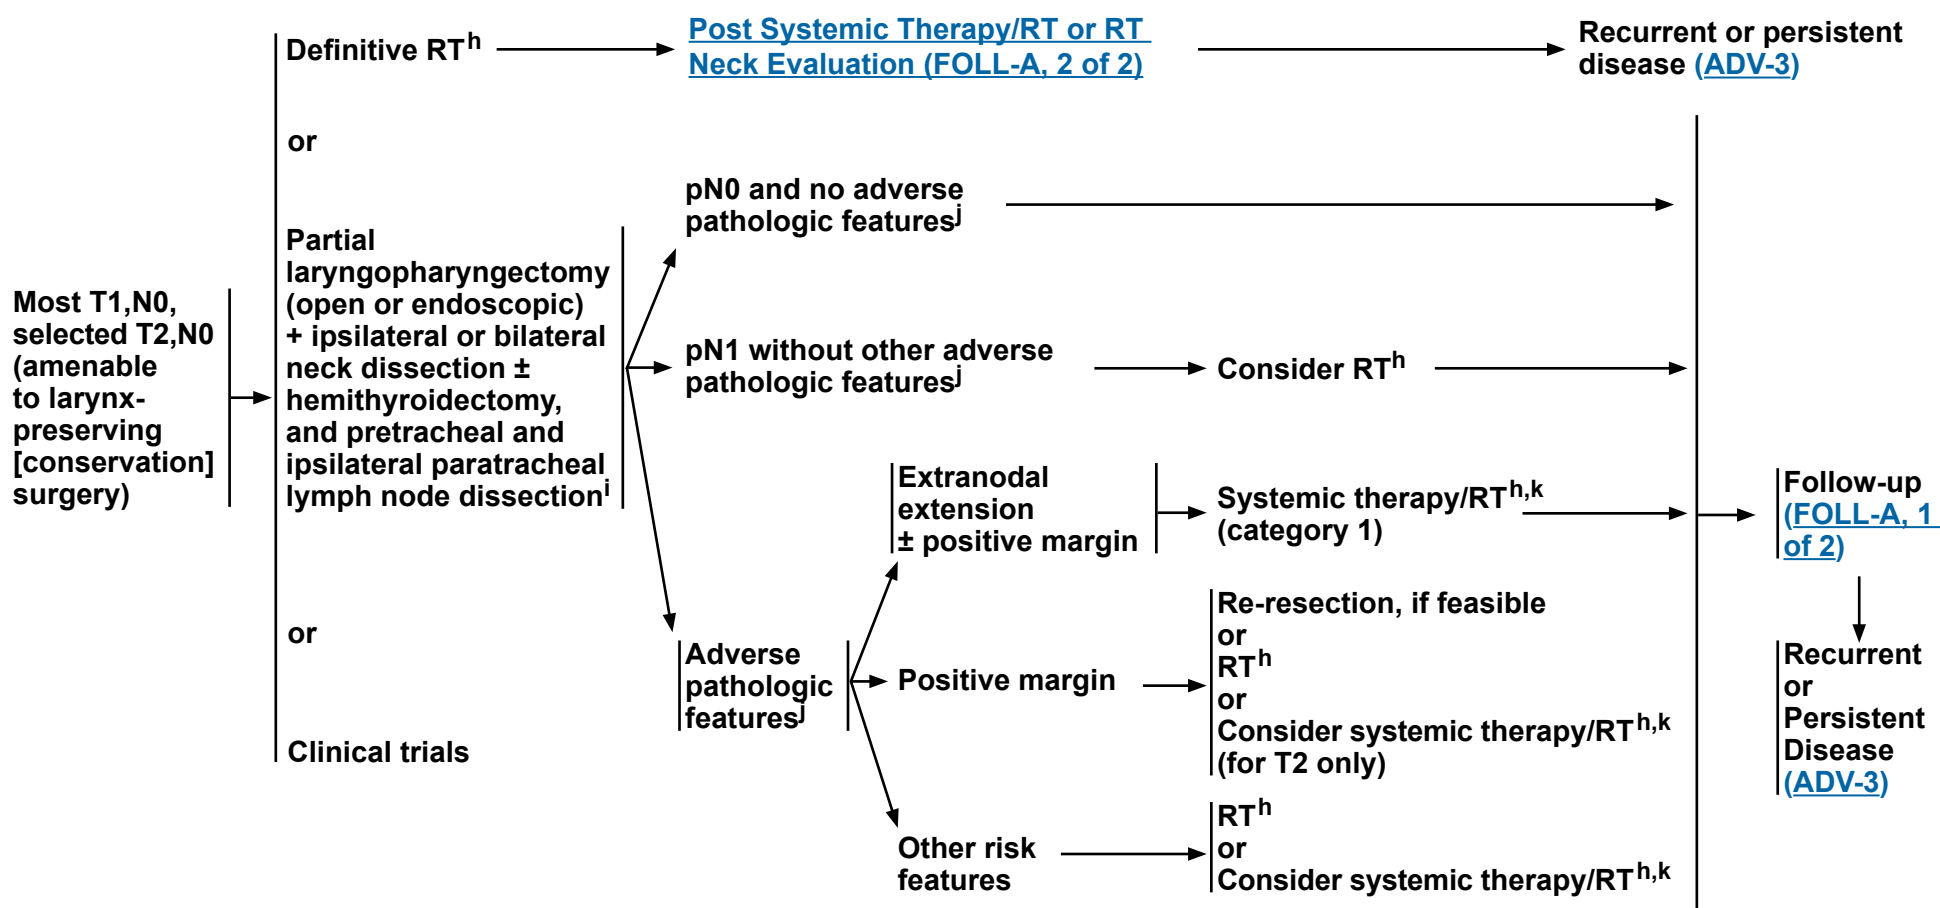 Definitive RTh
Post Systemic Therapy/RT or RT
Neck Evaluation (FOLL-A, 2 of 2)
Recurrent or persistent
disease (ADV-3)
or
pN0 and no adverse
pathologic featuresj
Most T1,N0,
selected T2,N0
(amenable
to larynx-
preserving
[conservation]
surgery)
Partial
laryngopharyngectomy
(open or endoscopic)
+ ipsilateral or bilateral
neck dissection ±
hemithyroidectomy,
and pretracheal and
ipsilateral paratracheal
lymph node dissectioni
pN1 without other adverse
pathologic featuresj
Consider RTh
Extranodal
extension
± positive margin
Systemic therapy/RTh,k
(category 1)
Follow-up
(FOLL-A, 1
of 2)
or
Adverse
pathologic
featuresj
Positive margin
Re-resection, if feasible
or
RTh
or
Consider systemic therapy/RTh,k
(for T2 only)
Recurrent
or
Persistent
Disease
(ADV-3)
Clinical trials
Other risk
features
RTh
or
Consider systemic therapy/RTh,k